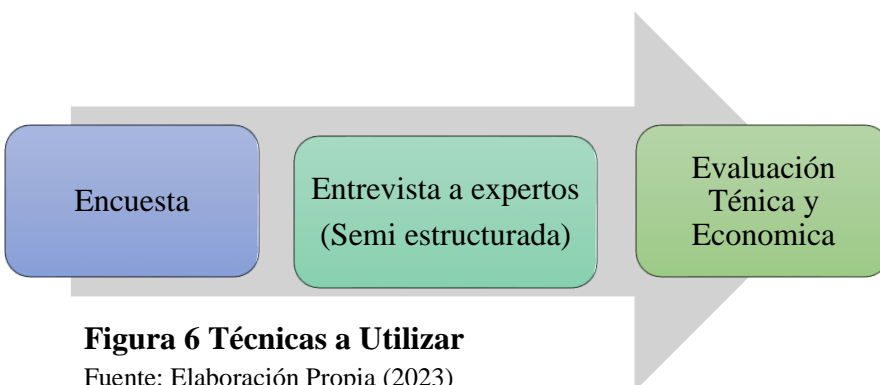 Encuesta
Entrevista a expertos
(Semi estructurada)
Evaluación
Ténica y
Economica
Figura 6 Técnicas a Utilizar
Fuente: Elaboración Propia (2023)